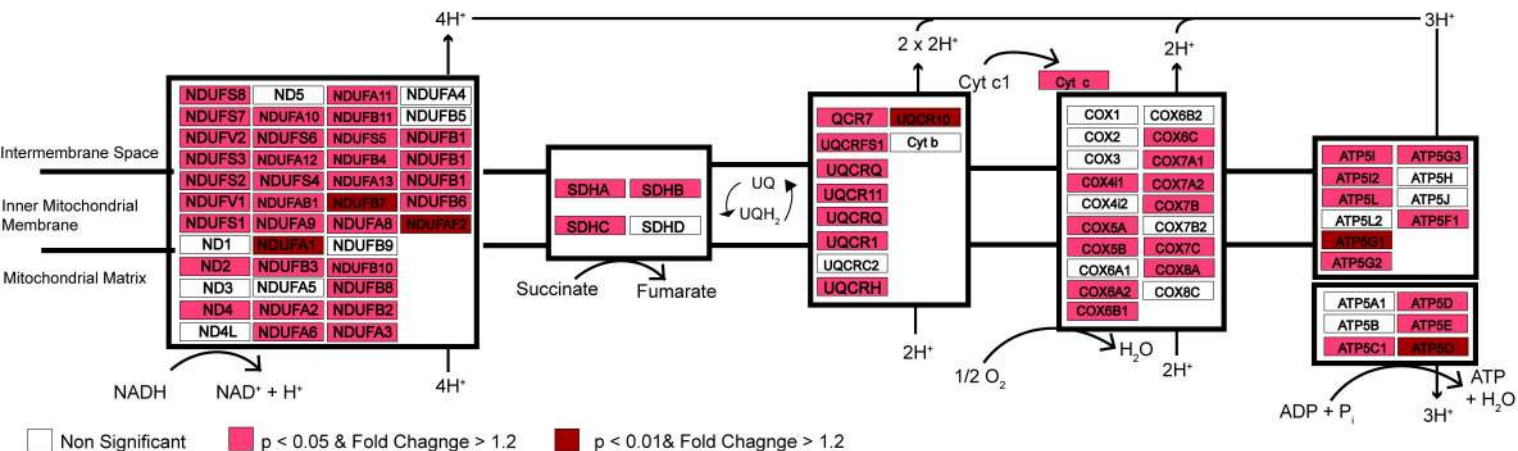 4H⁺
3H⁺
2 x 2H⁺
2H⁺
Cyt c1
Cyt c
NDUFS8 ND5 NDUFA11 NDUFA4
NDUFS7 NDUFA10 NDUFB11 NDUFB5
NDUFV2 NDUFS6 NDUFS5 NDUFB1
NDUFS3 NDUFA12 NDUFB4 NDUFB1
NDUFS2 NDUFS4 NDUFA13 NDUFB1
NDUFV1 NDUFAB1 NDUFB7 NDUFB6
NDUFS1 NDUFA9 NDUFA8 NDUFAF2
ND1 NDUFA1 NDUFB9
ND2 NDUFB3 NDUFB10
ND3 NDUFA5 NDUFB8
ND4 NDUFA2 NDUFB2
ND4L NDUFA6 NDUFA3
Intermembrane Space
Inner Mitochondrial
Membrane
Mitochondrial Matrix
NADH
NAD⁺ + H⁺
4H⁺
SDHA SDHB
SDHC SDHD
Succinate
Fumarate
UQ
UQH₂
QCR7 UQCR10
UQCRFS1 Cyt b
UQCRQ
UQCR11
UQCRQ
UQCR1
UQCRC2
UQCRH
2H⁺
COX1 COX6B2
COX2 COX6C
COX3 COX7A1
COX4I1 COX7A2
COX4i2 COX7B
COX5A COX7B2
COX5B COX7C
COX6A1 COX8A
COX6A2 COX8C
COX6B1
1/2 O₂
H₂O
2H⁺
ATP5I ATP5G3
ATP5I2 ATP5H
ATP5L ATP5J
ATP5L2 ATP5F1
ATP5G1
ATP5G2
ATP5A1 ATP5D
ATP5B ATP5E
ATP5C1 ATP5O
ADP + Pᵢ
3H⁺
ATP
+ H₂O
Non Significant
p < 0.05 & Fold Chagnge > 1.2
p < 0.01& Fold Chagnge > 1.2